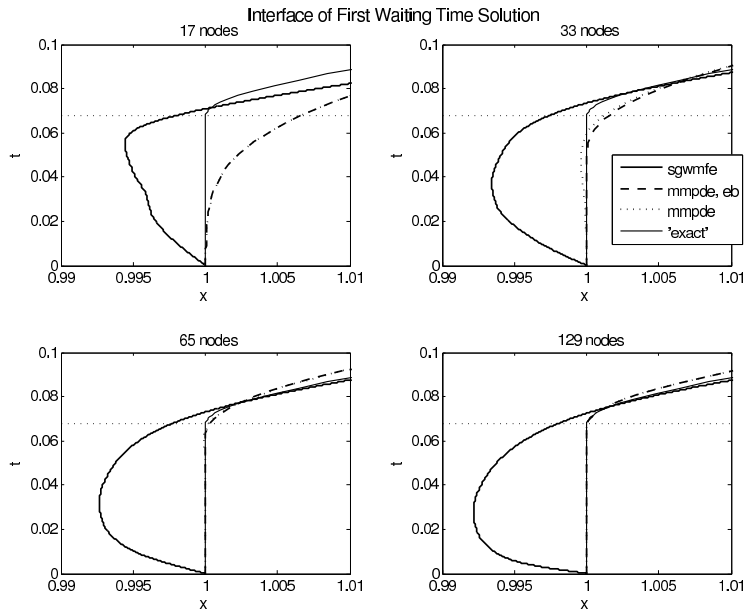 Interface of First Waiting Time Solution
17 nodes
0.1
0.08
0.06
0.04
0.02
0
t
0.99
0.995
1
1.005
1.01
x
33 nodes
0.1
0.08
0.06
0.04
0.02
0
t
0.99
0.995
1
1.005
1.01
x
sgwmfe
mmpde, eb
mmpde
'exact'
65 nodes
0.1
0.08
0.06
0.04
0.02
0
t
0.99
0.995
1
1.005
1.01
x
129 nodes
0.1
0.08
0.06
0.04
0.02
0
t
0.99
0.995
1
1.005
1.01
x